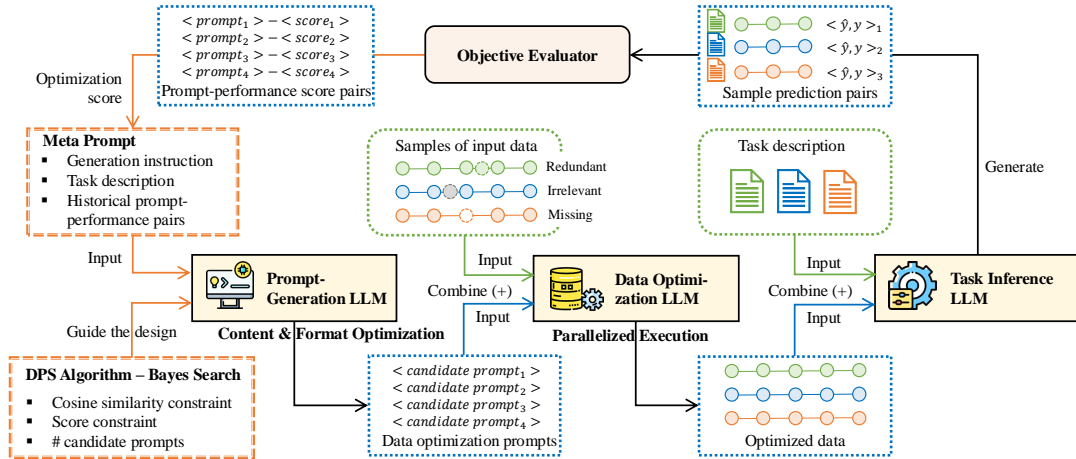 < prompt₁ > − < score₁ >
< prompt₂ > − < score₂ >
< prompt₃ > − < score₃ >
< prompt₄ > − < score₄ >
Prompt-performance score pairs
Objective Evaluator
< ŷ, y >₁
< ŷ, y >₂
< ŷ, y >₃
Sample prediction pairs
Optimization
score
Meta Prompt
▪ Generation instruction
▪ Task description
▪ Historical prompt-
performance pairs
Samples of input data
Redundant
Irrelevant
Missing
Task description
Generate
Input
Prompt-
Generation LLM
Content & Format Optimization
Guide the design
DPS Algorithm – Bayes Search
▪ Cosine similarity constraint
▪ Score constraint
▪ # candidate prompts
Input
Combine (+)
Input
Data Optimi-
zation LLM
Parallelized Execution
< candidate prompt₁ >
< candidate prompt₂ >
< candidate prompt₃ >
< candidate prompt₄ >
Data optimization prompts
Input
Combine (+)
Input
Task Inference
LLM
Optimized data